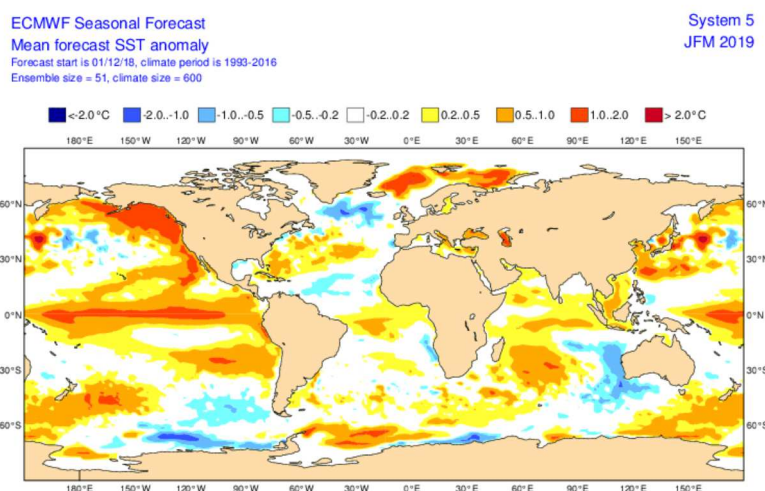 ECMWF Seasonal Forecast
Mean forecast SST anomaly
Forecast start is 01/12/18, climate period is 1993-2016
Ensemble size = 51, climate size = 600
System 5
JFM 2019
<-2.0°C -2.0..-1.0 -1.0..-0.5 -0.5..-0.2 -0.2..0.2 0.2..0.5 0.5..1.0 1.0..2.0 > 2.0°C
180°E 150°W 120°W 90°W 60°W 30°W 0°E 30°E 60°E 90°E 120°E 150°E
60°N 60°N
30°N 30°N
0°N 0°N
30°S 30°S
60°S 60°S
180°E 150°W 120°W 90°W 60°W 30°W 0°E 30°E 60°E 90°E 120°E 150°E